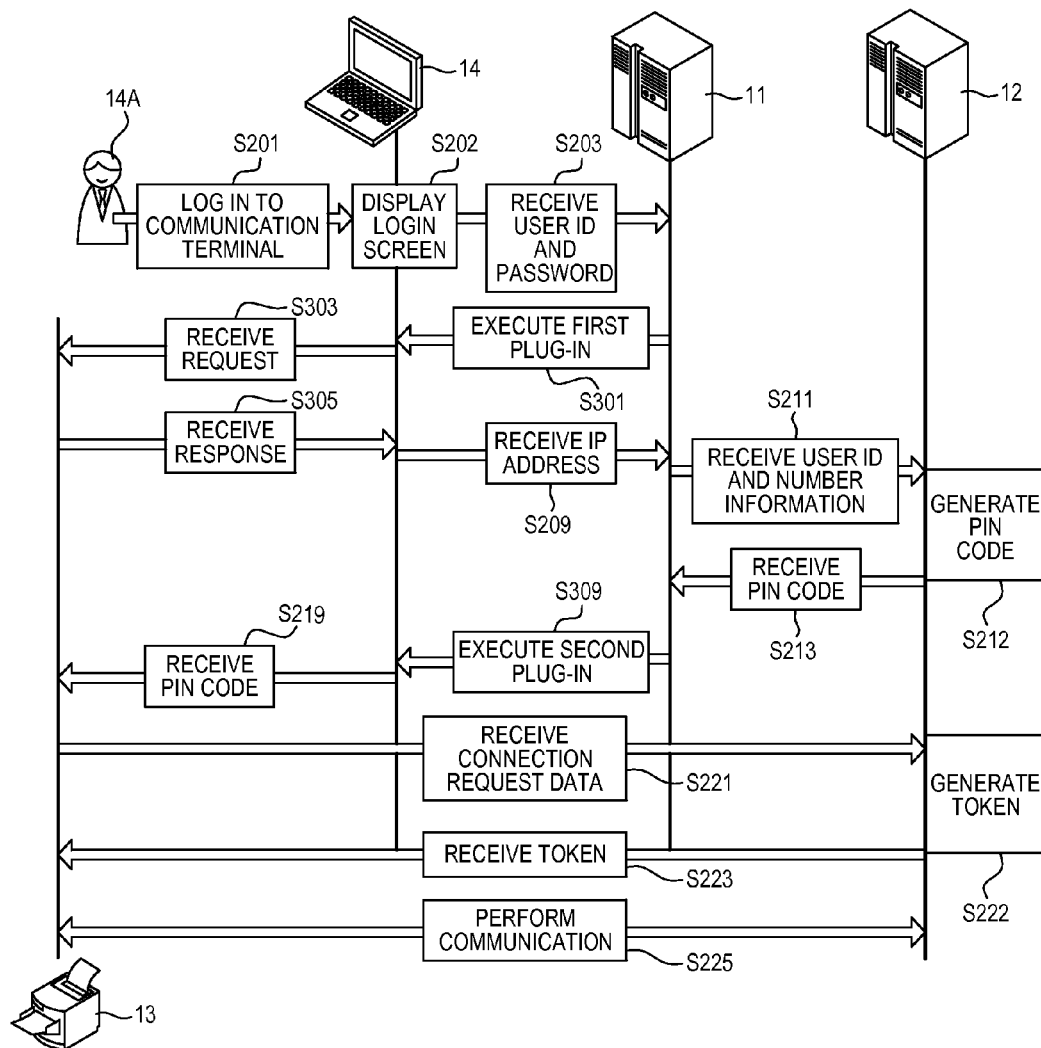 14
11
12
14A
S201
S202
S203
LOG IN TO
COMMUNICATION
TERMINAL
DISPLAY
LOGIN
SCREEN
RECEIVE
USER ID
AND
PASSWORD
S303
RECEIVE
REQUEST
EXECUTE FIRST
PLUG-IN
S301
S305
RECEIVE
RESPONSE
RECEIVE IP
ADDRESS
S209
S211
RECEIVE USER ID
AND NUMBER
INFORMATION
GENERATE
PIN
CODE
S212
RECEIVE
PIN CODE
S213
S309
EXECUTE SECOND
PLUG-IN
S219
RECEIVE
PIN CODE
RECEIVE
CONNECTION
REQUEST DATA
S221
GENERATE
TOKEN
S222
RECEIVE TOKEN
S223
PERFORM
COMMUNICATION
S225
13